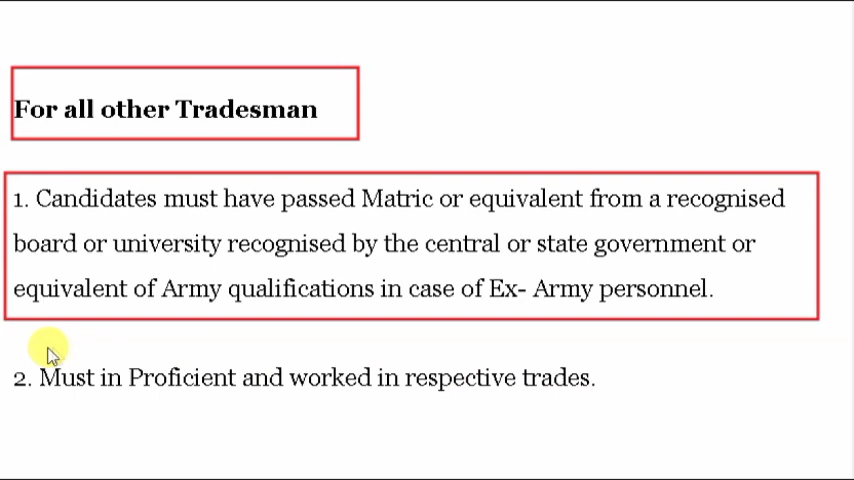 For all other Tradesman
1. Candidates must have passed Matric or equivalent from a recognised
board or university recognised by the central or state government or
equivalent of Army qualifications in case of Ex- Army personnel.
2. Must in Proficient and worked in respective trades.